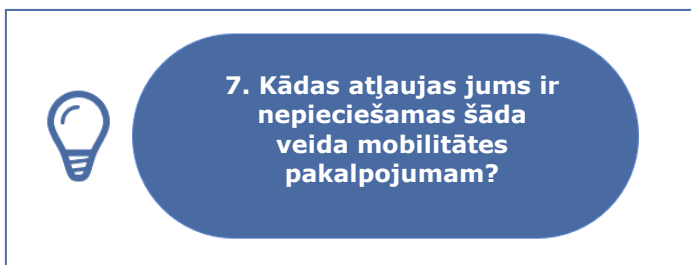 7. Kādas atļaujas jums ir
nepieciešamas šāda
veida mobilitātes
pakalpojumam?